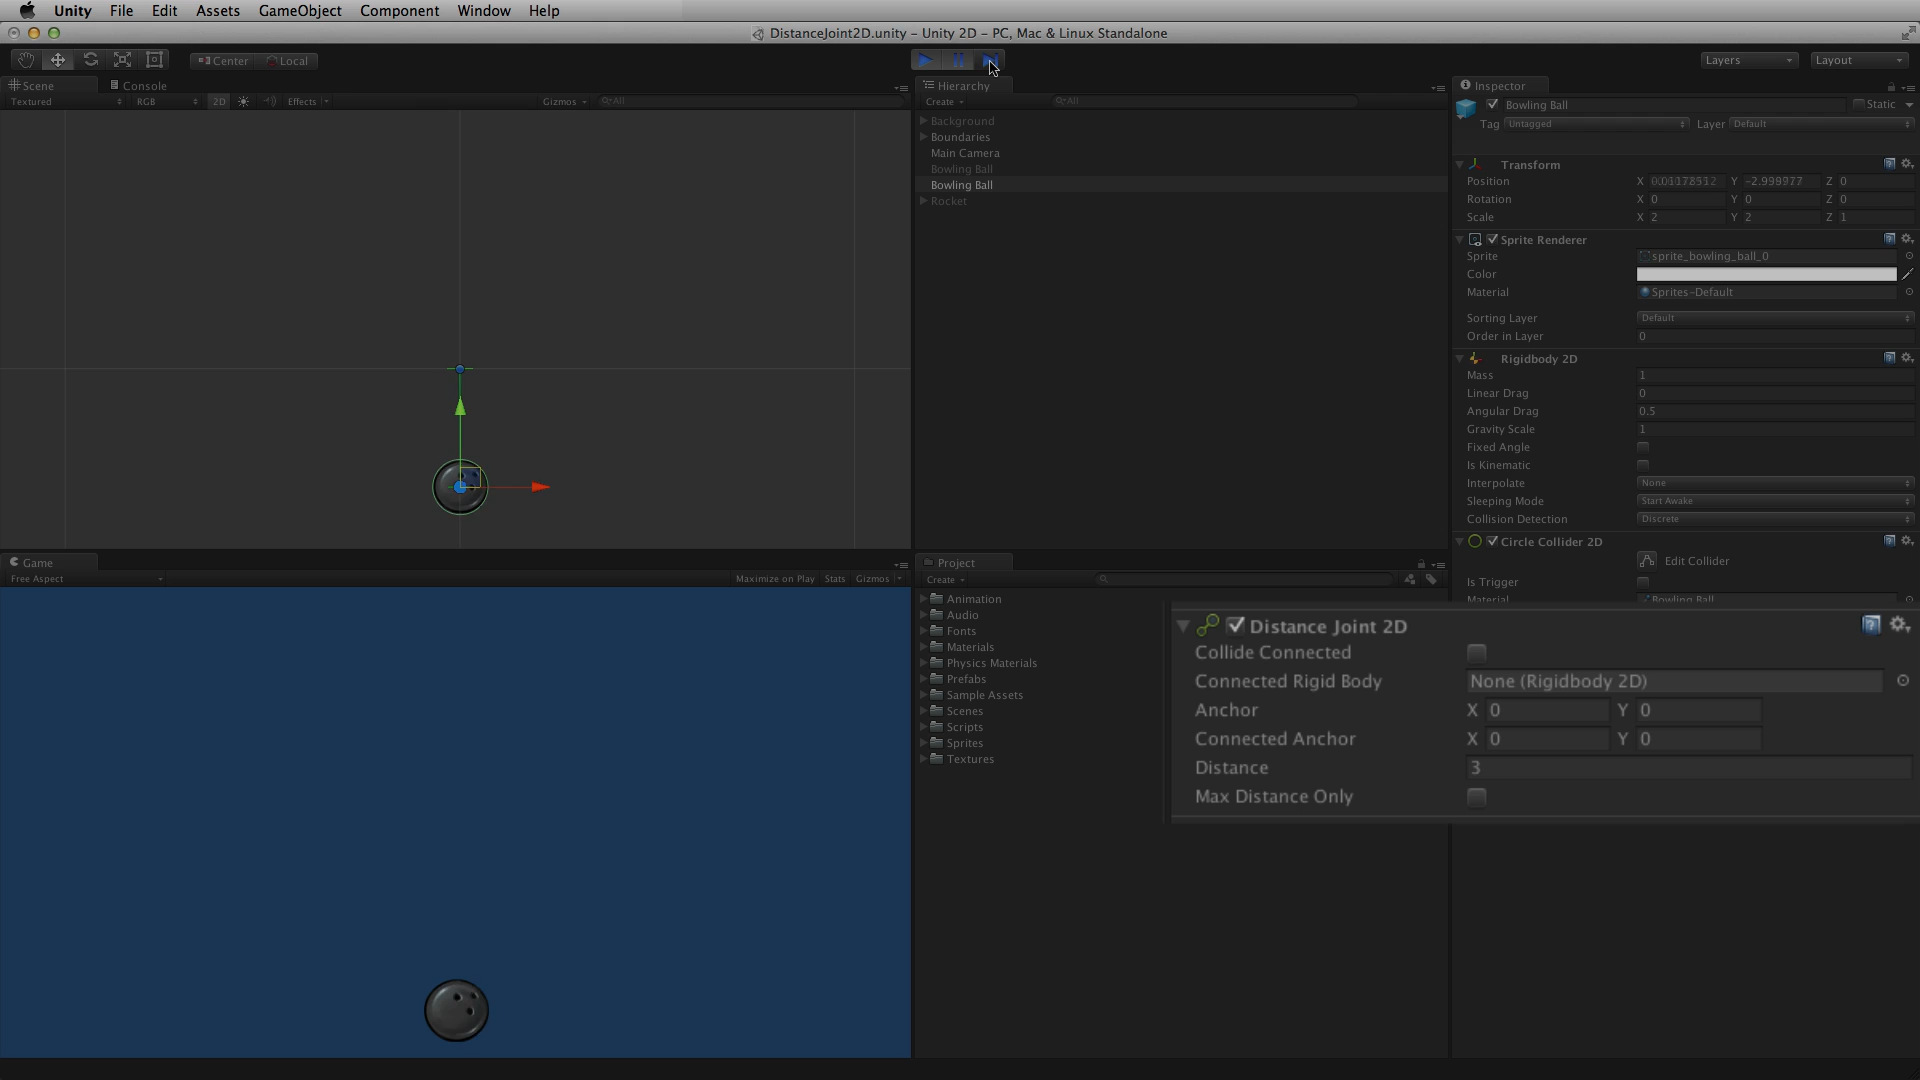 Unity File Edit Assets GameObject Component Window Help
DistanceJoint2D.unity – Unity 2D – PC, Mac & Linux Standalone
Center Local
Layers Layout
Scene Console
Textured RGB 2D Effects Gizmos All
Hierarchy
Create All
Background
Boundaries
Main Camera
Bowling Ball
Bowling Ball
Rocket
Inspector
Bowling Ball Static
Tag Untagged Layer Default
Transform
Position X 0.01178912 Y -2.999977 Z 0
Rotation X 0 Y 0 Z 0
Scale X 2 Y 2 Z 1
Sprite Renderer
Sprite sprite_bowling_ball_0
Color
Material Sprites-Default
Sorting Layer Default
Order in Layer 0
Rigidbody 2D
Mass 1
Linear Drag 0
Angular Drag 0.5
Gravity Scale 1
Fixed Angle
Is Kinematic
Interpolate None
Sleeping Mode Start Awake
Collision Detection Discrete
Circle Collider 2D
Edit Collider
Is Trigger
Material Bowling Ball
Game
Free Aspect Maximize on Play Stats Gizmos
Project
Create
Animation
Audio
Fonts
Materials
Physics Materials
Prefabs
Sample Assets
Scenes
Scripts
Sprites
Textures
Distance Joint 2D
Collide Connected
Connected Rigid Body None (Rigidbody 2D)
Anchor X 0 Y 0
Connected Anchor X 0 Y 0
Distance 3
Max Distance Only